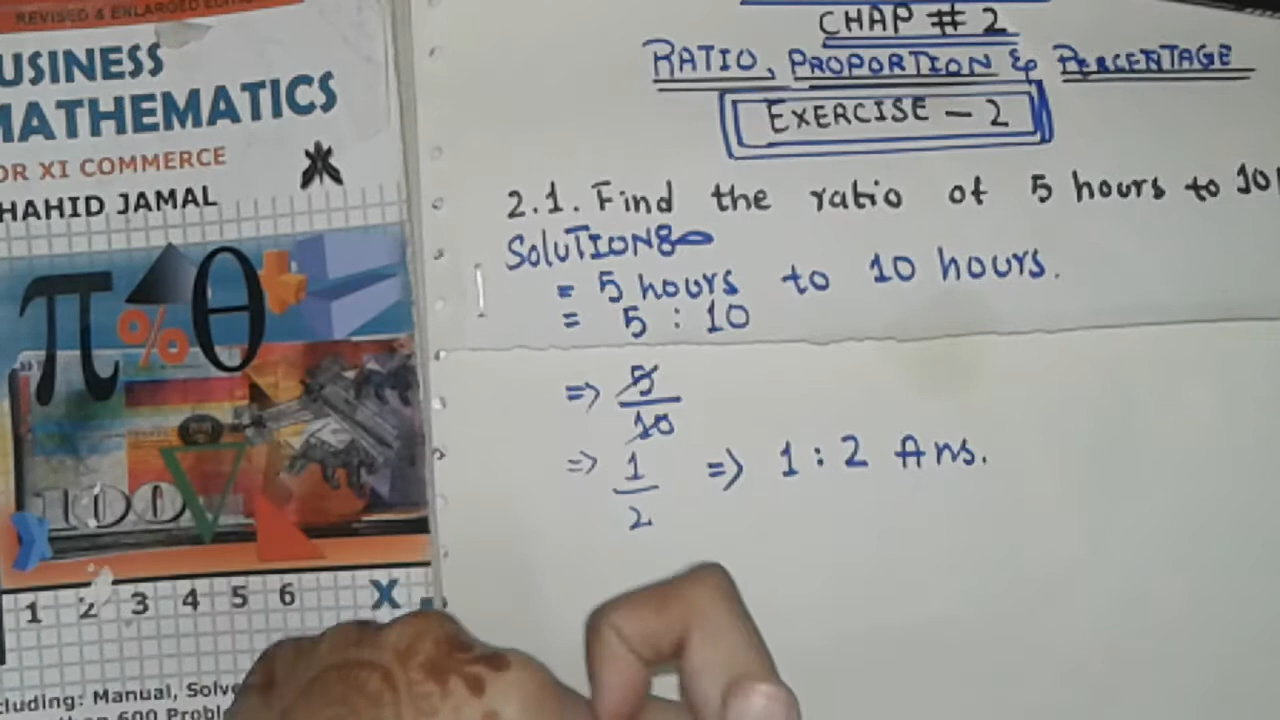 REVISED & ENLARGED
USINESS
MATHEMATICS
OR XI COMMERCE
HAHID JAMAL
π % θ
100
1 2 3 4 5 6 X
cluding: Manual, Solve
600 Probl
CHAP # 2
RATIO, PROPORTION & PERCENTAGE
EXERCISE - 2
2.1. Find the ratio of 5 hours to 10
SOLUTION:
= 5 hours to 10 hours.
= 5 : 10
=> 5/10
=> 1/2 => 1 : 2 Ans.